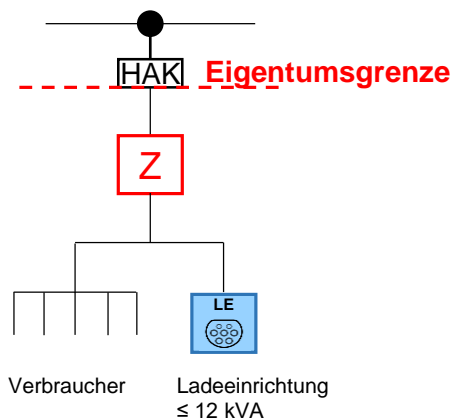 HAK Eigentumsgrenze
Z
LE
Verbraucher Ladeeinrichtung
≤ 12 kVA